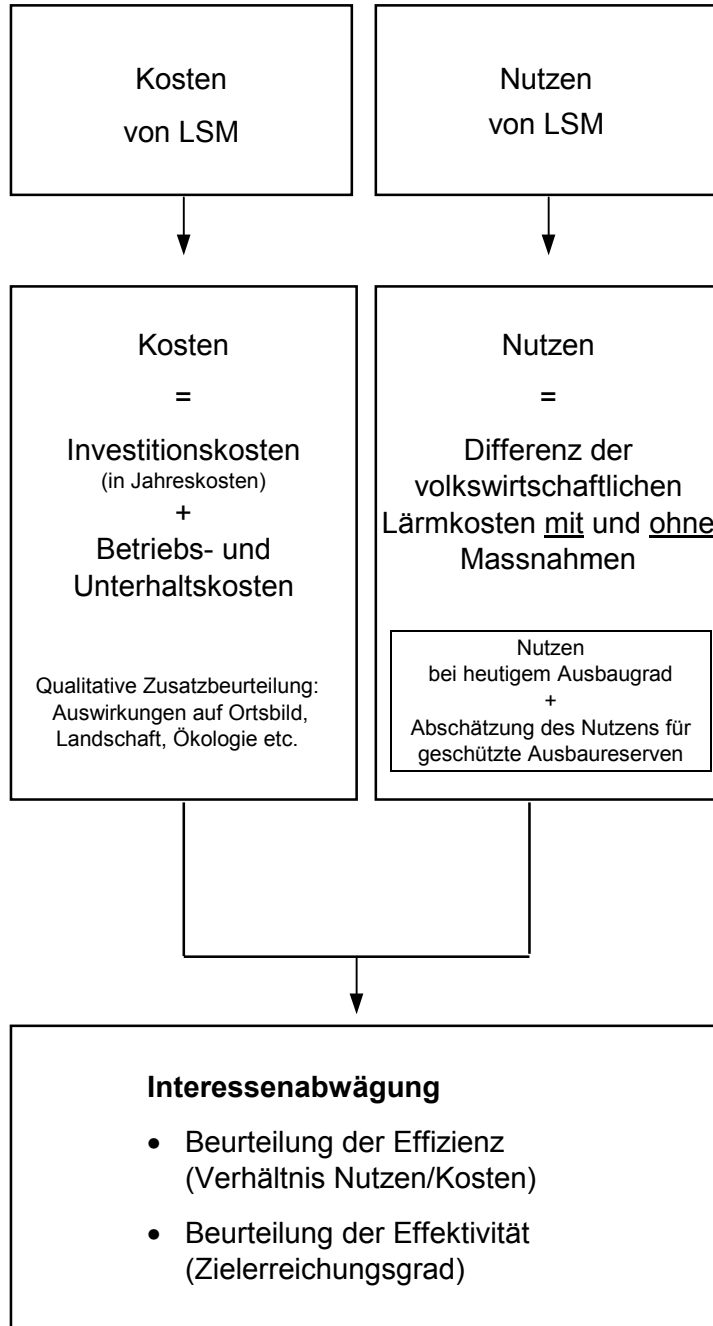 Kosten
von LSM
Nutzen
von LSM
Kosten
=
Investitionskosten
(in Jahreskosten)
+
Betriebs- und
Unterhaltskosten
Qualitative Zusatzbeurteilung:
Auswirkungen auf Ortsbild,
Landschaft, Ökologie etc.
Nutzen
=
Differenz der
volkswirtschaftlichen
Lärmkosten mit und ohne
Massnahmen
Nutzen
bei heutigem Ausbaugrad
+
Abschätzung des Nutzens für
geschützte Ausbaureserven
Interessenabwägung
• Beurteilung der Effizienz
(Verhältnis Nutzen/Kosten)
• Beurteilung der Effektivität
(Zielerreichungsgrad)